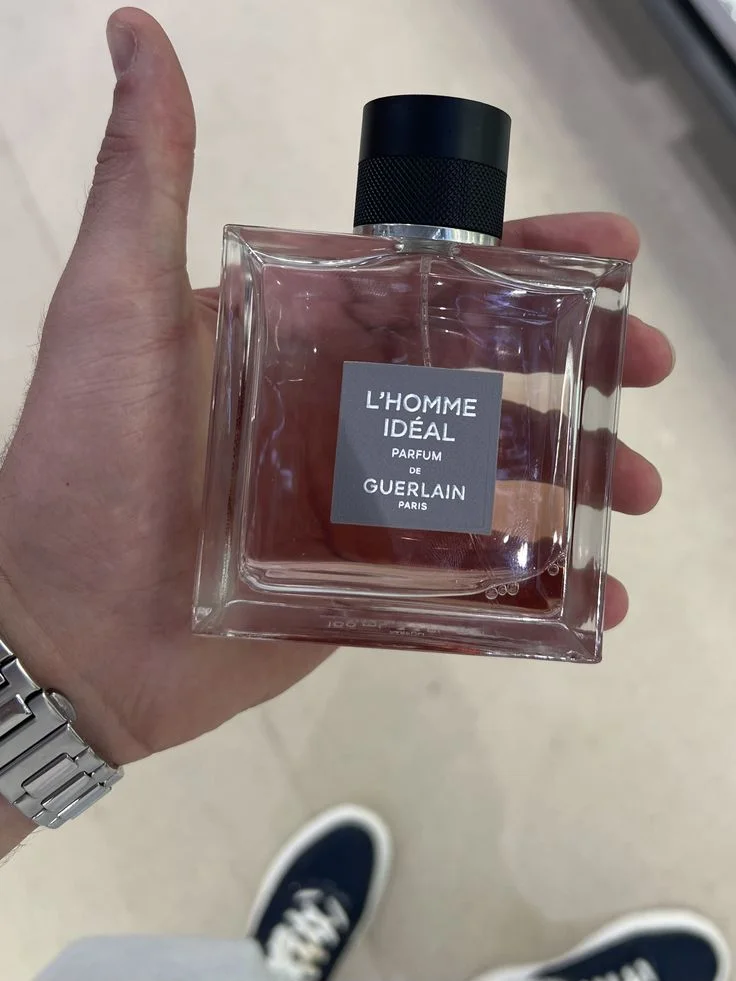 L'HOMME
IDÉAL
PARFUM
DE
GUERLAIN
PARIS